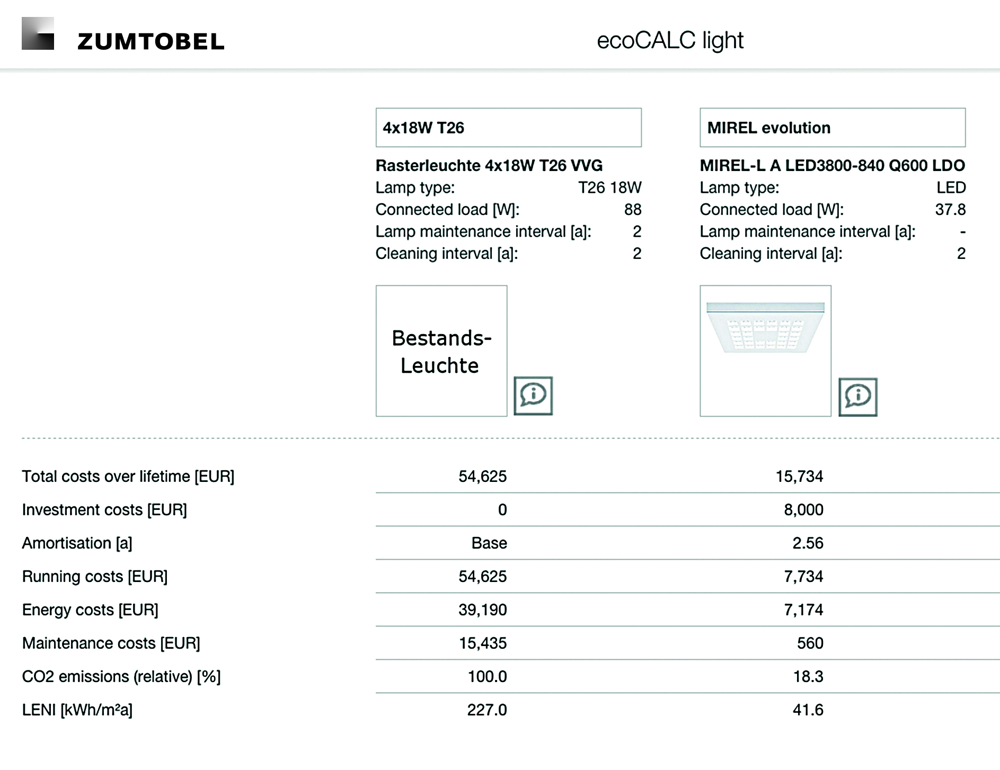 ZUMTOBEL
ecoCALC light
4x18W T26
MIREL evolution
Rasterleuchte 4x18W T26 VVG
Lamp type: T26 18W
Connected load [W]: 88
Lamp maintenance interval [a]: 2
Cleaning interval [a]: 2
MIREL-L A LED3800-840 Q600 LDO
Lamp type: LED
Connected load [W]: 37.8
Lamp maintenance interval [a]: -
Cleaning interval [a]: 2
Bestands-
Leuchte
i
i
Total costs over lifetime [EUR] 54,625 15,734
Investment costs [EUR] 0 8,000
Amortisation [a] Base 2.56
Running costs [EUR] 54,625 7,734
Energy costs [EUR] 39,190 7,174
Maintenance costs [EUR] 15,435 560
CO2 emissions (relative) [%] 100.0 18.3
LENI [kWh/m²a] 227.0 41.6